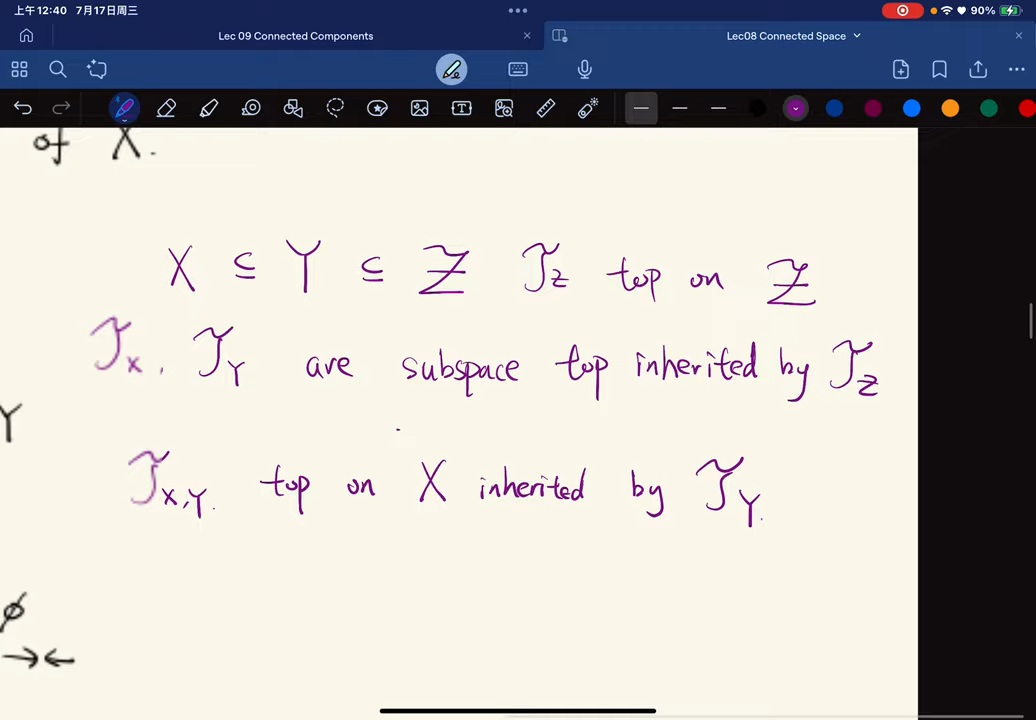 上午12:40 7月17日周三
90%
Lec 09 Connected Components
Lec08 Connected Space
of X.
X ⊆ Y ⊆ Z 𝒯_Z top on Z
𝒯_X, 𝒯_Y are subspace top inherited by 𝒯_Z
Y
𝒯_X,Y. top on X inherited by 𝒯_Y.
∅
→←